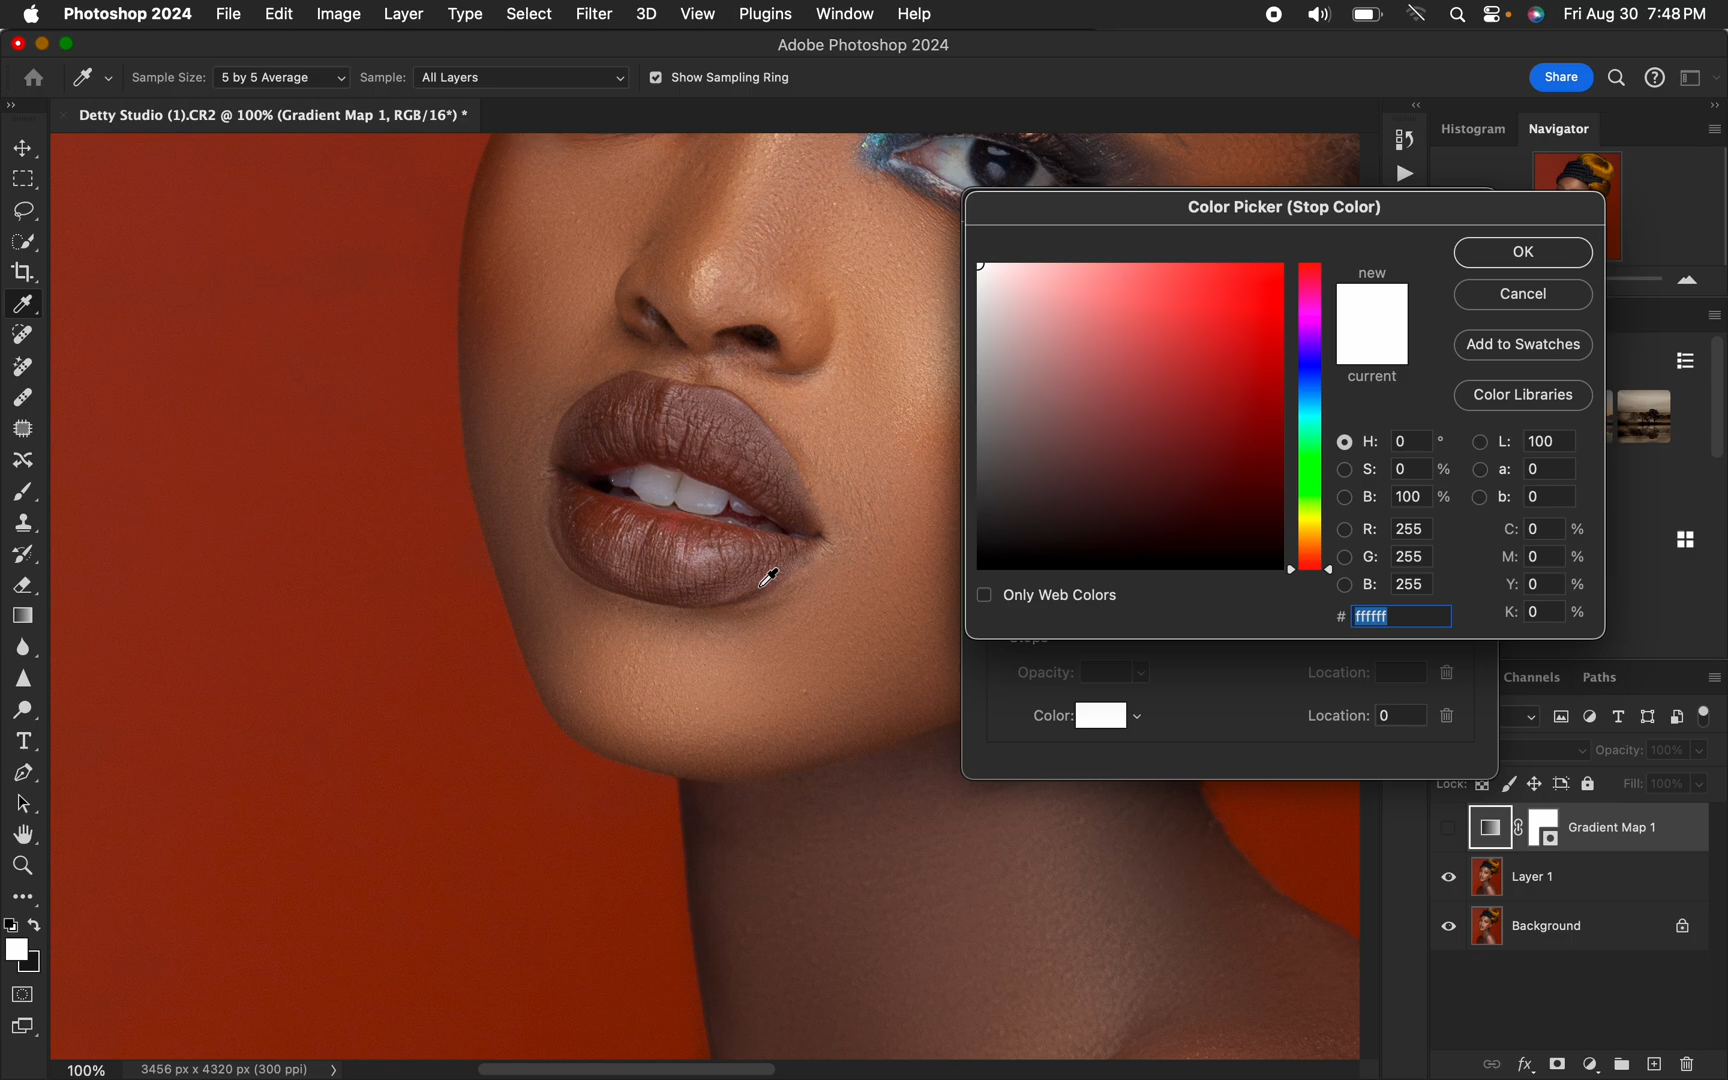 Photoshop 2024 File Edit Image Layer Type Select Filter 3D View Plugins Window Help Fri Aug 30 7:48 PM
Adobe Photoshop 2024
Sample Size: 5 by 5 Average Sample: All Layers Show Sampling Ring Share
Detty Studio (1).CR2 @ 100% (Gradient Map 1, RGB/16*) * Histogram Navigator
Color Picker (Stop Color)
OK
new
Cancel
Add to Swatches
current
Color Libraries
H: 0 ° L: 100
S: 0 % a: 0
B: 100 % b: 0
R: 255 C: 0 %
G: 255 M: 0 %
B: 255 Y: 0 %
Only Web Colors
# ffffff K: 0 %
Opacity: Location:
Channels Paths
Color: Location: 0
Opacity: 100%
Lock: Fill: 100%
Gradient Map 1
Layer 1
Background
100% 3456 px x 4320 px (300 ppi)